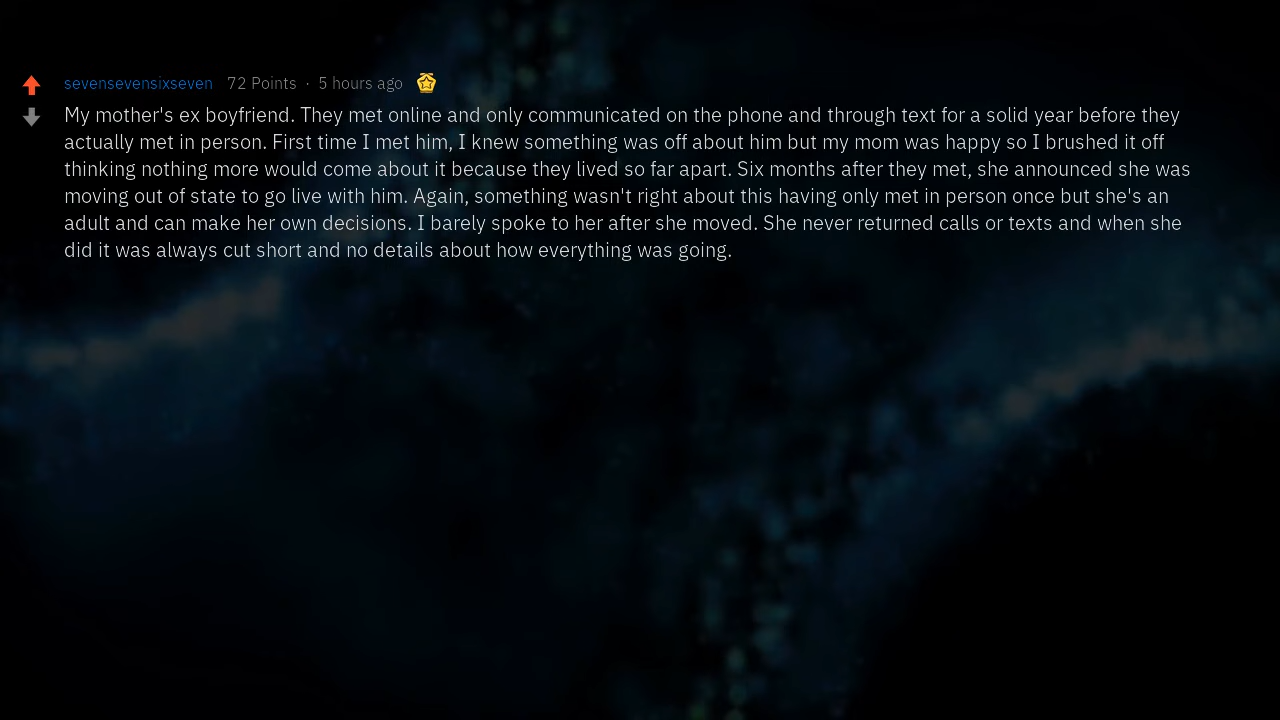 sevensevensixseven 72 Points · 5 hours ago
My mother's ex boyfriend. They met online and only communicated on the phone and through text for a solid year before they
actually met in person. First time I met him, I knew something was off about him but my mom was happy so I brushed it off
thinking nothing more would come about it because they lived so far apart. Six months after they met, she announced she was
moving out of state to go live with him. Again, something wasn't right about this having only met in person once but she's an
adult and can make her own decisions. I barely spoke to her after she moved. She never returned calls or texts and when she
did it was always cut short and no details about how everything was going.